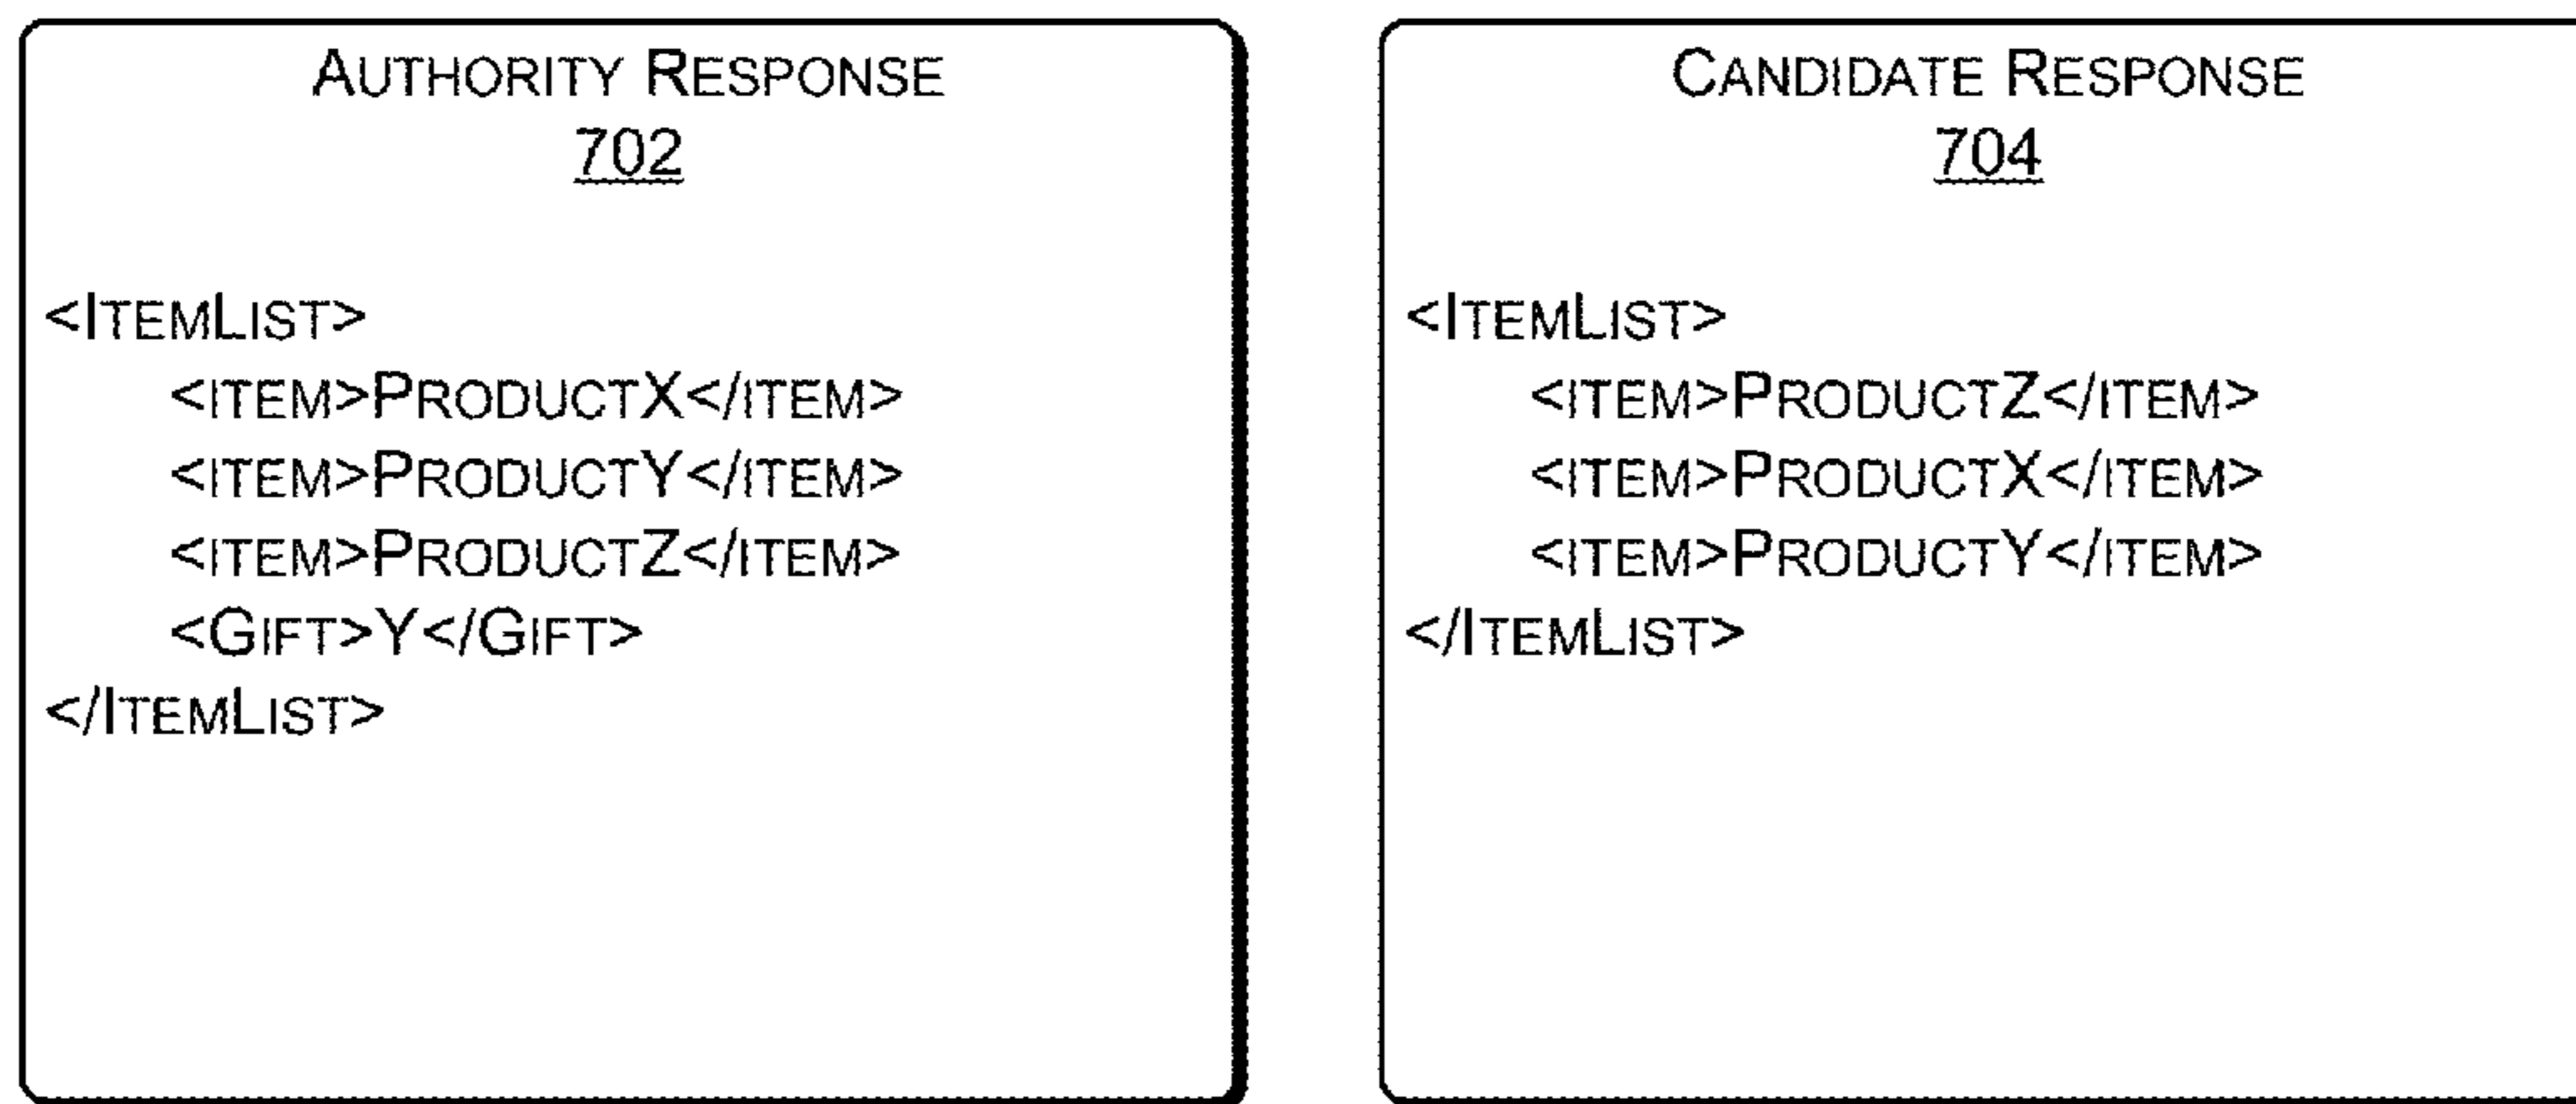 AUTHORITY RESPONSE
702
<ITEMLIST>
<ITEM>PRODUCTX</ITEM>
<ITEM>PRODUCTY</ITEM>
<ITEM>PRODUCTZ</ITEM>
<GIFT>Y</GIFT>
</ITEMLIST>
CANDIDATE RESPONSE
704
<ITEMLIST>
<ITEM>PRODUCTZ</ITEM>
<ITEM>PRODUCTX</ITEM>
<ITEM>PRODUCTY</ITEM>
</ITEMLIST>